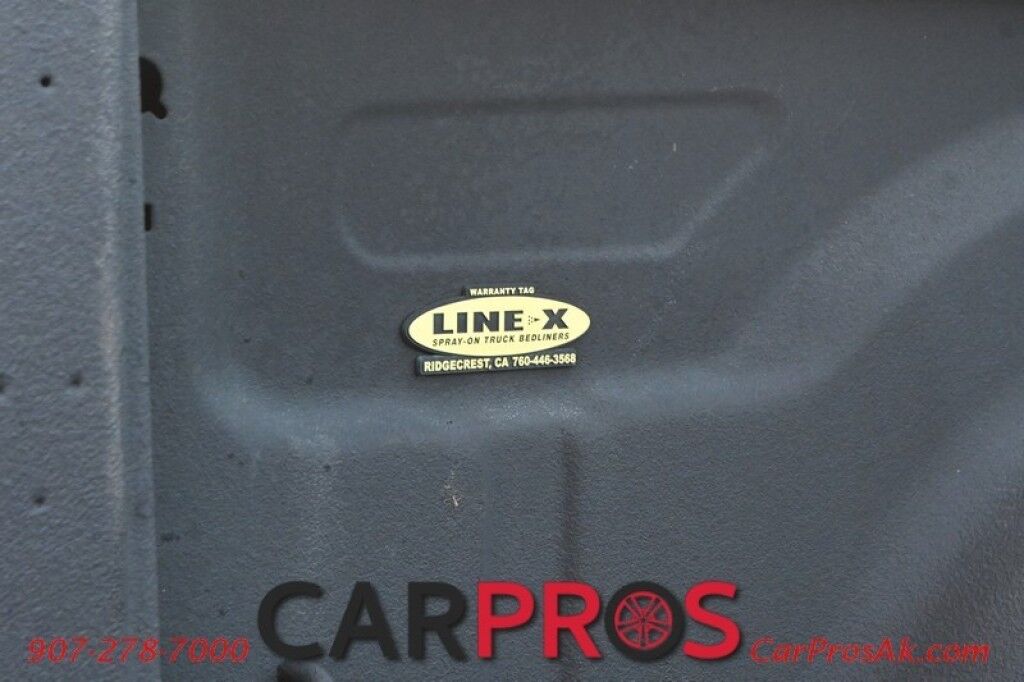 WARRANTY TAG
LINE-X
SPRAY-ON TRUCK BEDLINERS
RIDGECREST, CA 760-446-3568
CARPROS
907-278-7000
CarProsAk.com